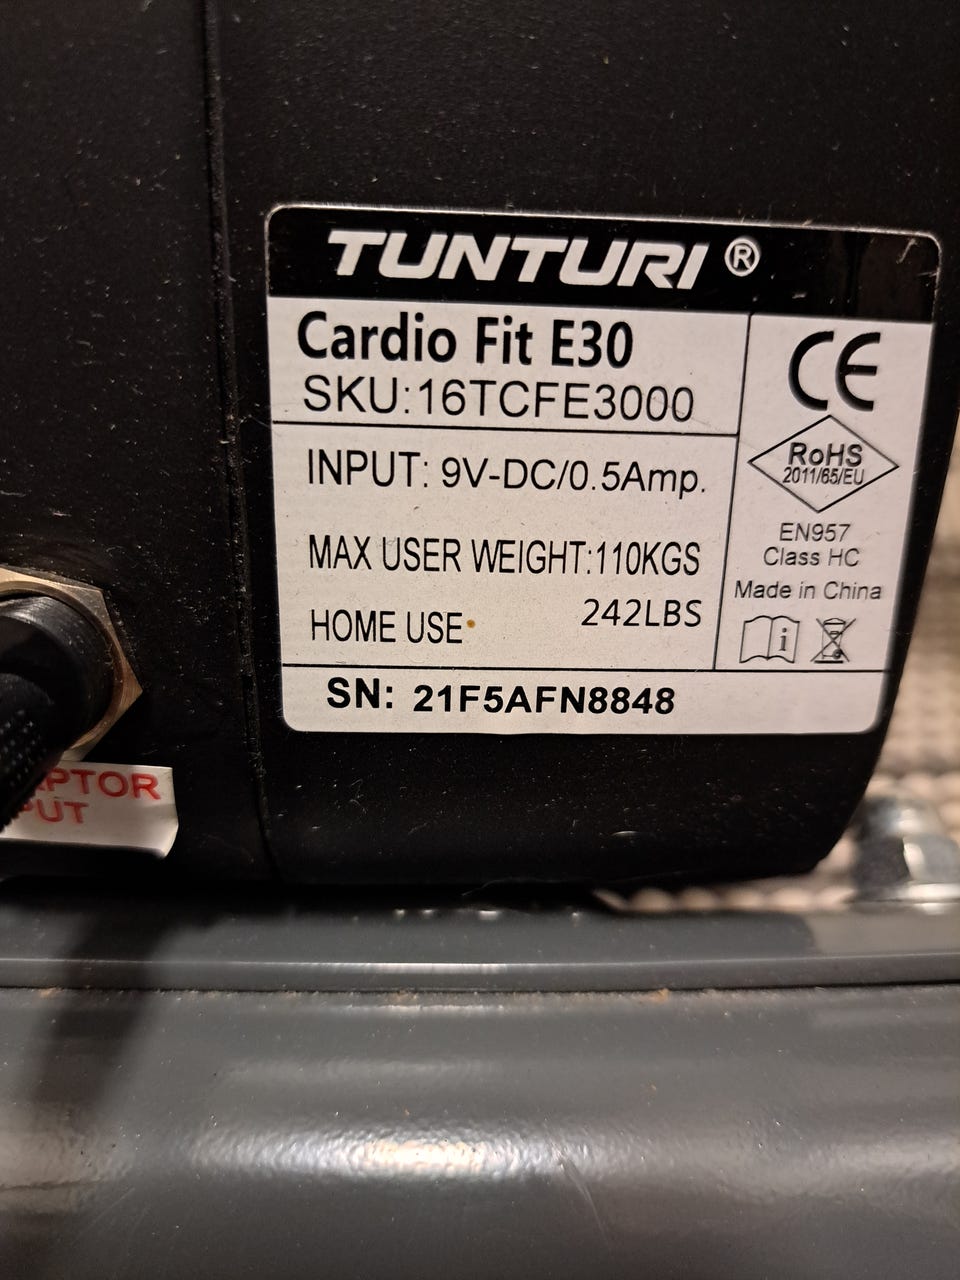 TUNTURI ®
Cardio Fit E30
SKU:16TCFE3000
INPUT: 9V-DC/0.5Amp.
MAX USER WEIGHT:110KGS
242LBS
HOME USE
CE
RoHS
2011/65/EU
EN957
Class HC
Made in China
i
SN: 21F5AFN8848
APTOR
PUT